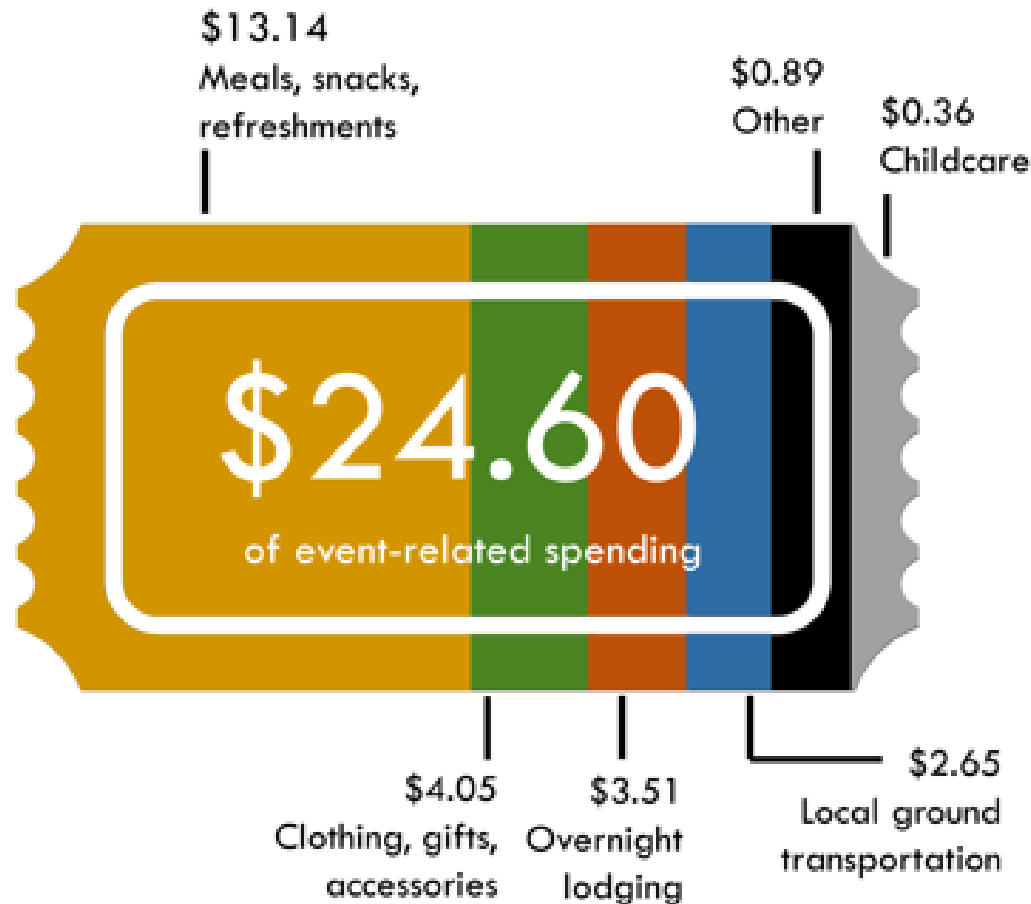 $13.14
Meals, snacks,
refreshments
$0.89
Other
$0.36
Childcare
$24.60
of event-related spending
$4.05
Clothing, gifts,
accessories
$3.51
Overnight
lodging
$2.65
Local ground
transportation